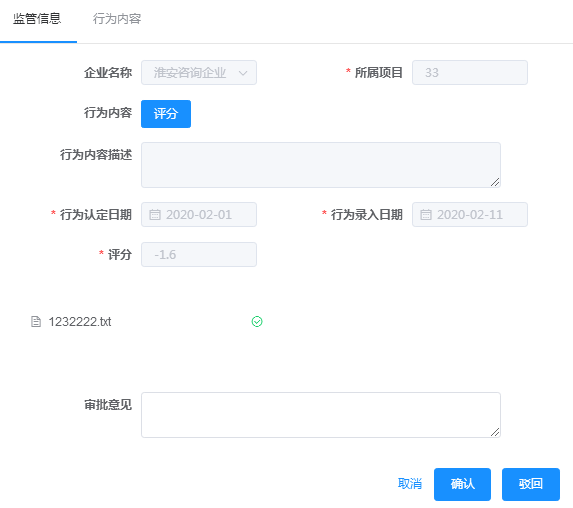 监管信息 行为内容
企业名称 淮安咨询企业 * 所属项目 33
行为内容 评分
行为内容描述
* 行为认定日期 2020-02-01 * 行为录入日期 2020-02-11
* 评分 -1.6
1232222.txt
审批意见
取消 确认 驳回